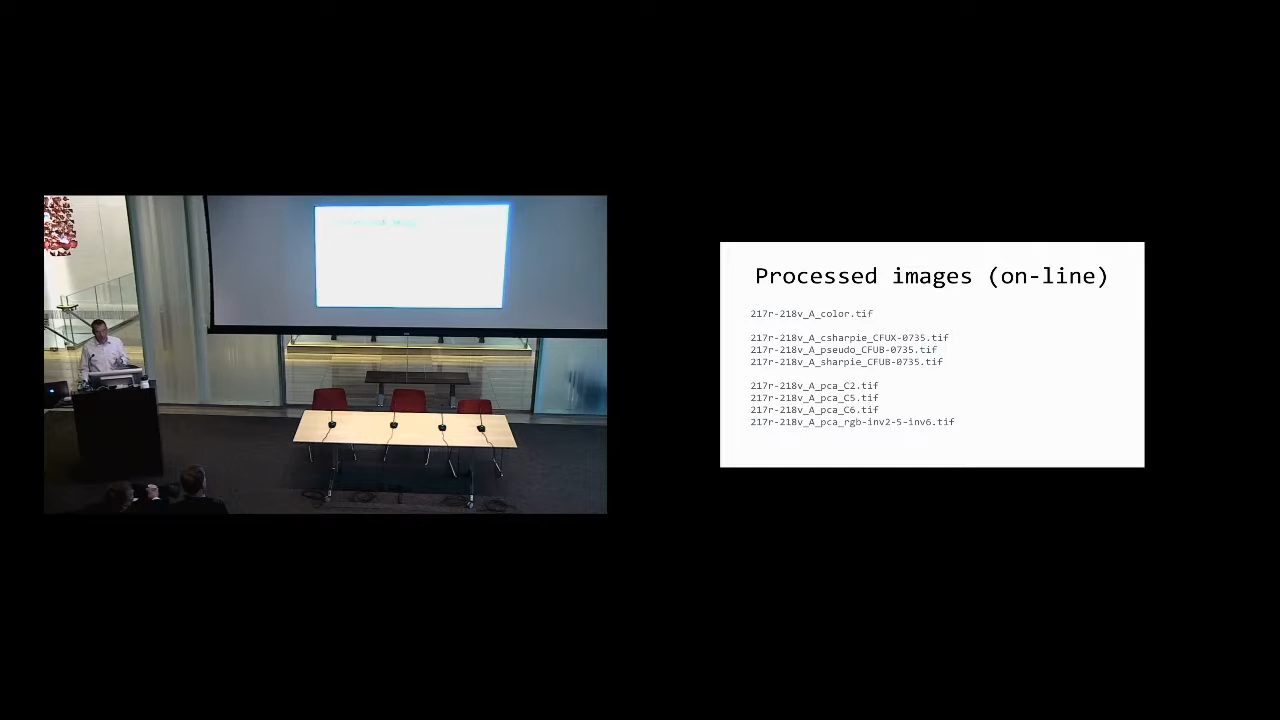 Processed images (on-line)
217r-218v_A_color.tif
217r-218v_A_csharpie_CFUX-0735.tif
217r-218v_A_pseudo_CFUB-0735.tif
217r-218v_A_sharpie_CFUB-0735.tif
217r-218v_A_pca_C2.tif
217r-218v_A_pca_C5.tif
217r-218v_A_pca_C6.tif
217r-218v_A_pca_rgb-inv2-5-inv6.tif